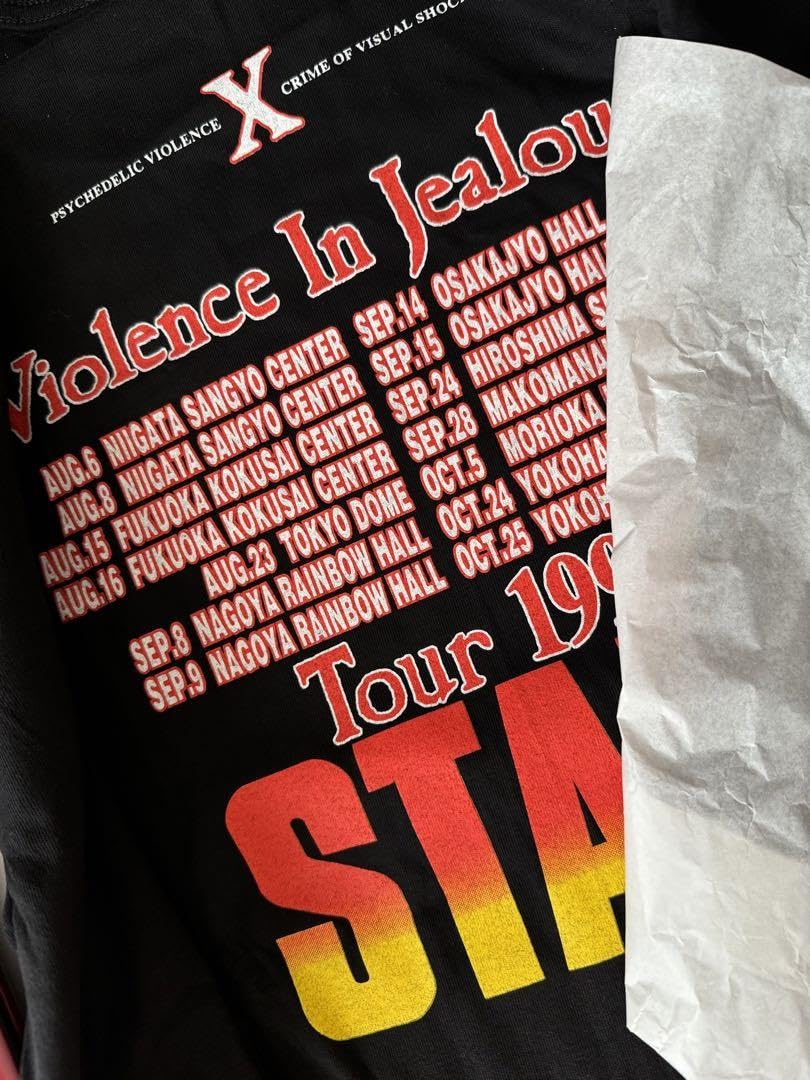 PSYCHEDELIC VIOLENCE X CRIME OF VISUAL SHOCK
Violence In Jealou
AUG.6 NIIGATA SANGYO CENTER
AUG.8 NIIGATA SANGYO CENTER
AUG.15 FUKUOKA KOKUSAI CENTER
AUG.16 FUKUOKA KOKUSAI CENTER
AUG.23 TOKYO DOME
SEP.8 NAGOYA RAINBOW HALL
SEP.9 NAGOYA RAINBOW HALL
SEP.14 OSAKAJYO HALL
SEP.15 OSAKAJYO HALL
SEP.24 HIROSHIMA
SEP.28 MAKOMANA
OCT.5 MORIOKA
OCT.24 YOKOHA
OCT.25 YOKOH
Tour 199
STA